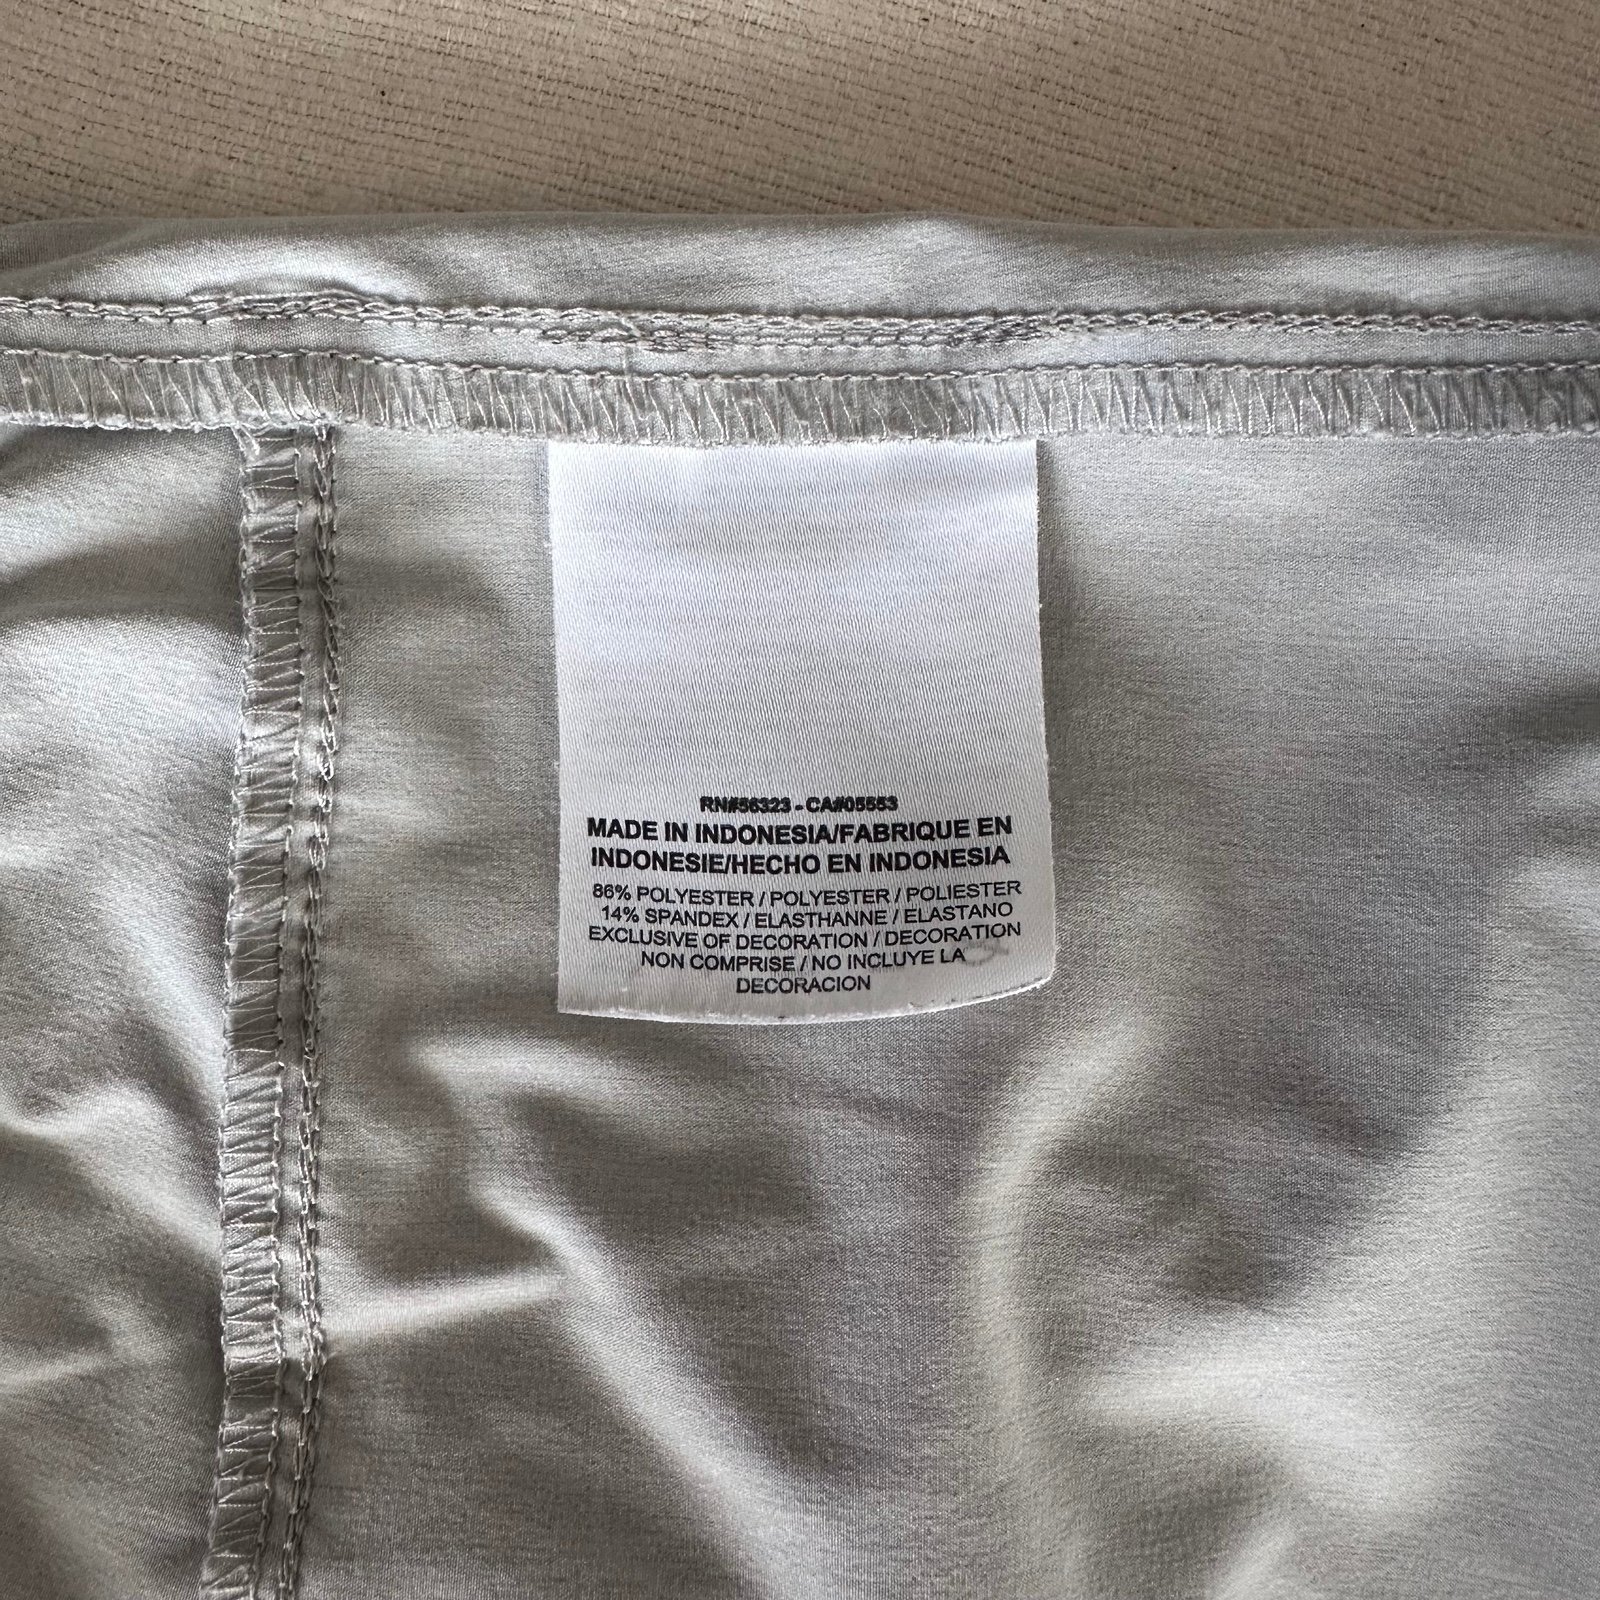 RN#56323 - CA#05553
MADE IN INDONESIA/FABRIQUE EN
INDONESIE/HECHO EN INDONESIA
86% POLYESTER / POLYESTER / POLIESTER
14% SPANDEX / ELASTHANNE / ELASTANO
EXCLUSIVE OF DECORATION / DECORATION
NON COMPRISE / NO INCLUYE LA
DECORACION